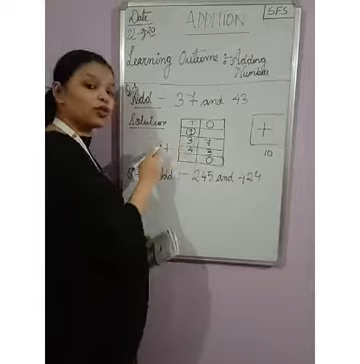 Date
22-9-20
ADDITION
SFS
Learning Outcome :- Adding
Number
Add - 37 and 43
Solution
T O
①
3 7
+ 4 3
0
+
10
Add :- 245 and 124